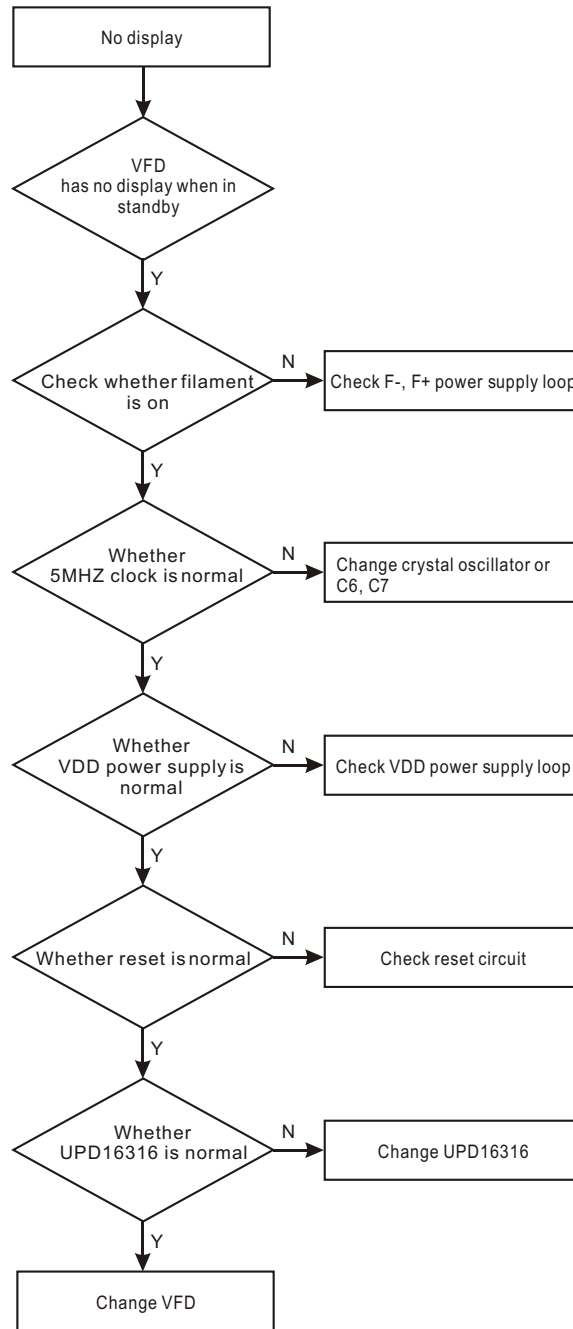 No display
VFD
has no display when in
standby
Y
Check whether filament
is on
N
Check F-, F+ power supply loop
Y
Whether
5MHZ clock is normal
N
Change crystal oscillator or
C6, C7
Y
Whether
VDD power supply is
normal
N
Check VDD power supply loop
Y
Whether reset is normal
N
Check reset circuit
Y
Whether
UPD16316 is normal
N
Change UPD16316
Y
Change VFD